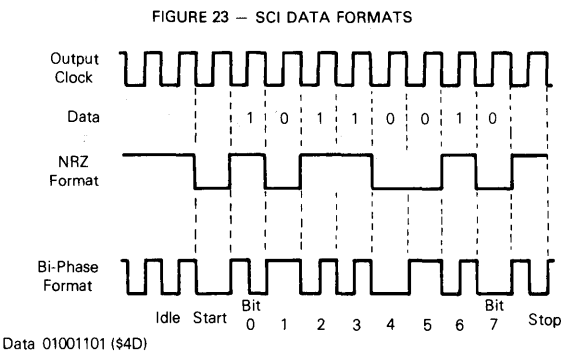 FIGURE 23 — SCI DATA FORMATS
Output
Clock
Data 1 0 1 1 0 0 1 0
NRZ
Format
Bi-Phase
Format
Idle Start Bit 0 1 2 3 4 5 6 Bit 7 Stop
Data 01001101 ($4D)